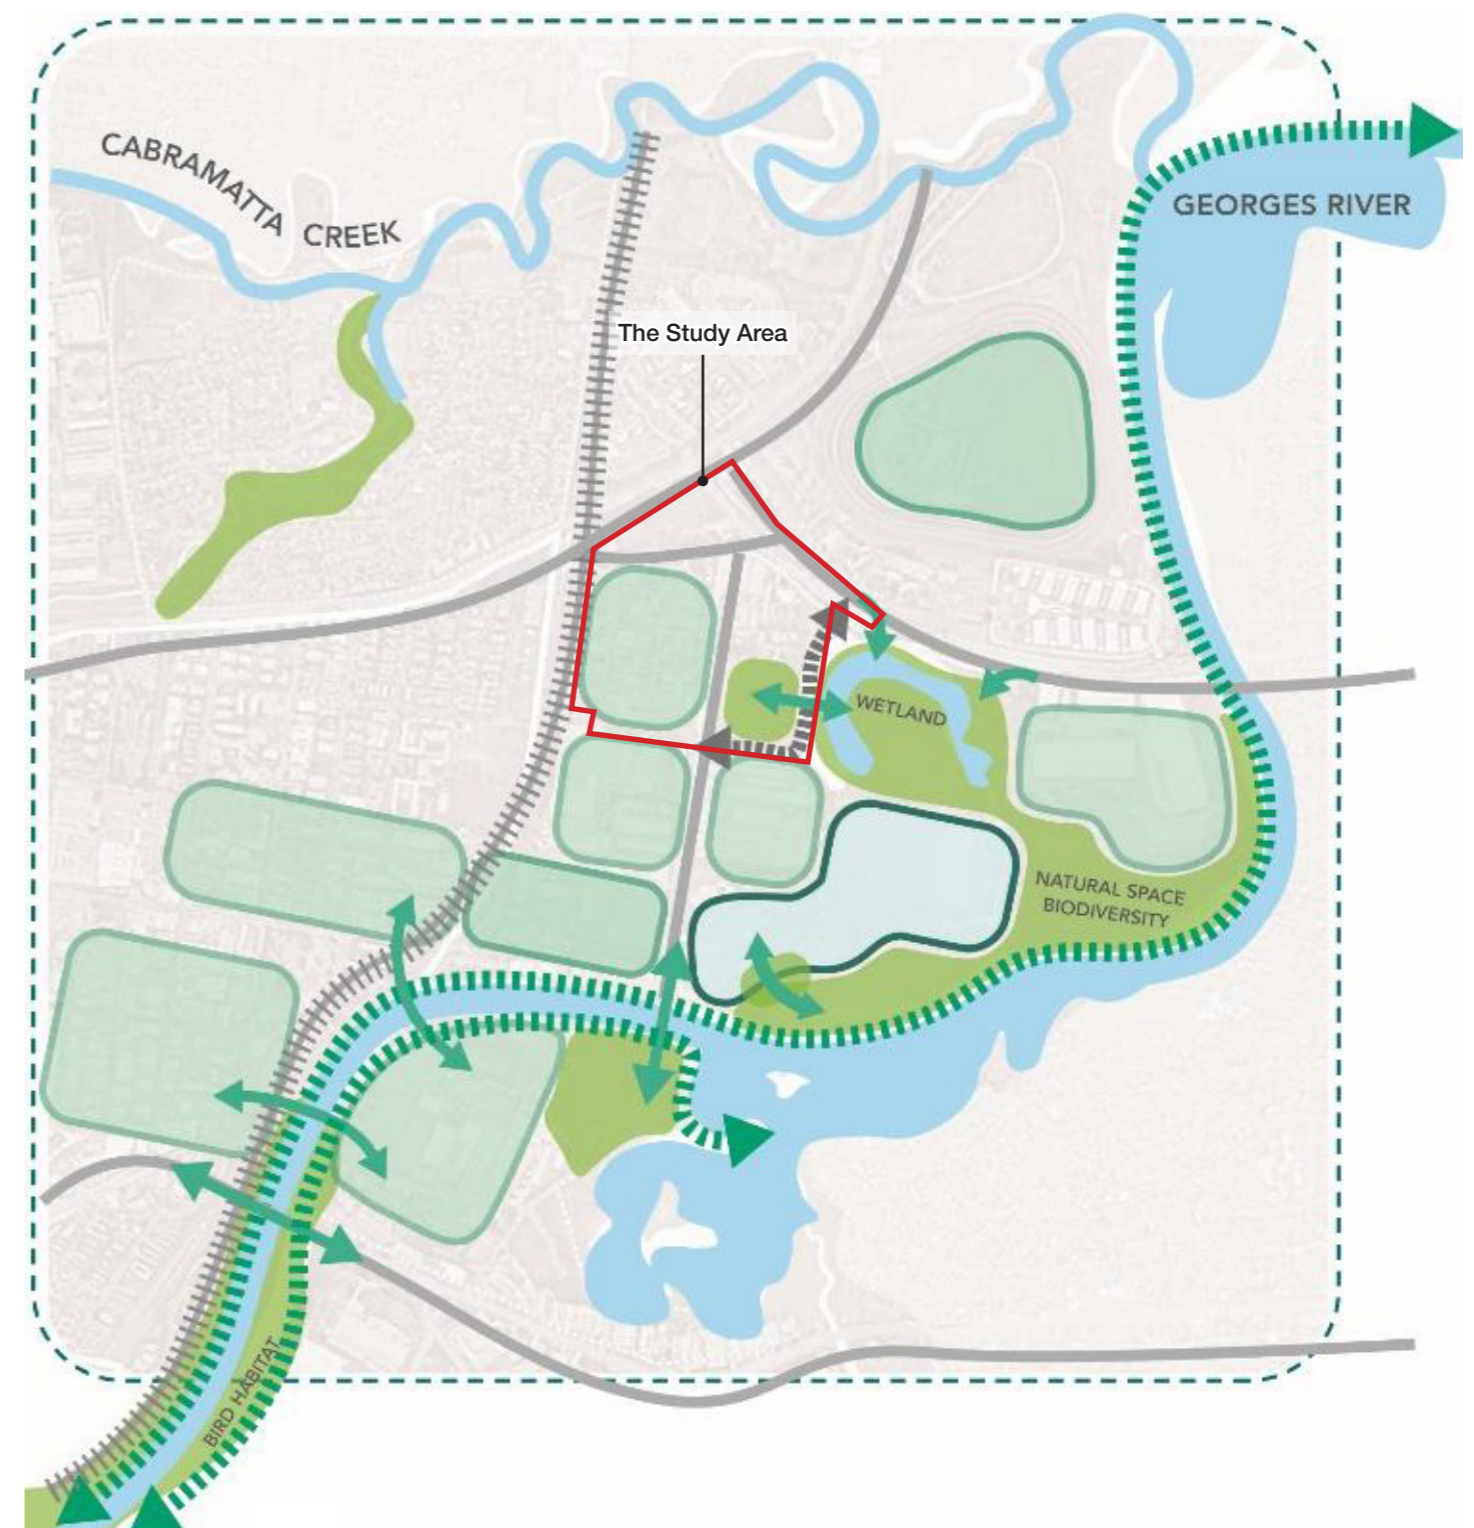 CABRAMATTA CREEK
GEORGES RIVER
The Study Area
WETLAND
NATURAL SPACE
BIODIVERSITY
BIRD HABITAT